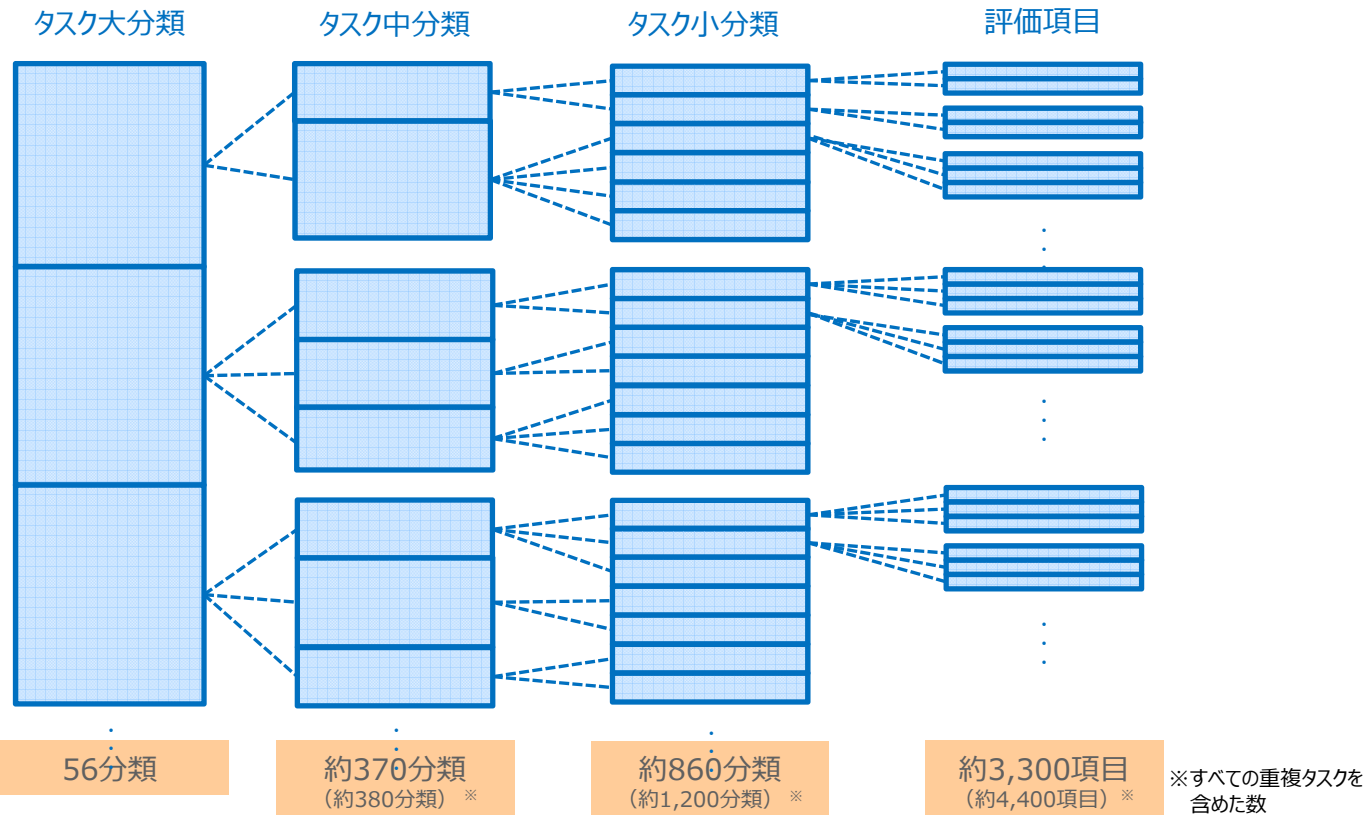 タスク大分類
タスク中分類
タスク小分類
評価項目
56分類
約370分類
（約380分類）※
約860分類
（約1,200分類）※
約3,300項目
（約4,400項目）※
※すべての重複タスクを
含めた数